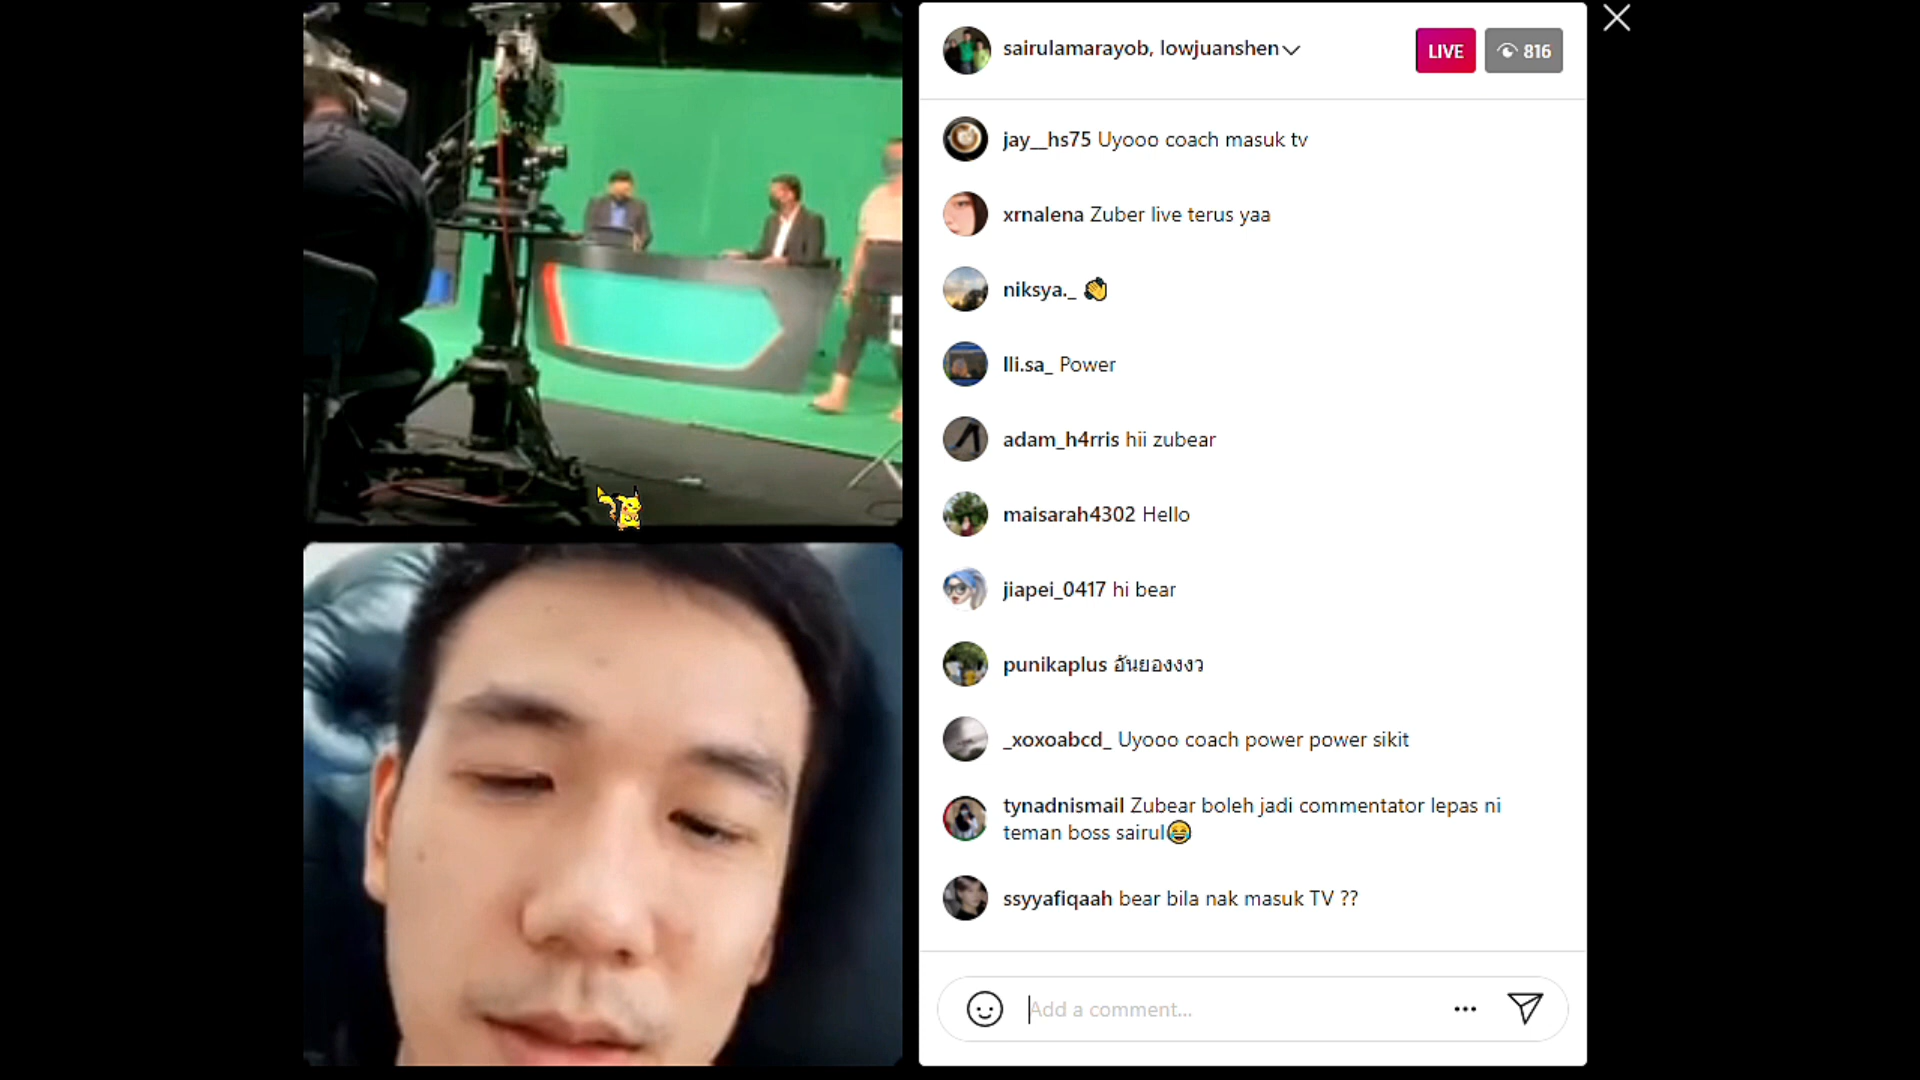 sairulamarayob, lowjuanshen
LIVE
816
jay__hs75 Uyooo coach masuk tv
xrnalena Zuber live terus yaa
niksya._ 👏
lli.sa_ Power
adam_h4rris hii zubear
maisarah4302 Hello
jiapei_0417 hi bear
punikaplus อันยองงงว
_xoxoabcd_ Uyooo coach power power sikit
tynadnismail Zubear boleh jadi commentator lepas ni
teman boss sairul😂
ssyyafiqaah bear bila nak masuk TV ??
Add a comment...